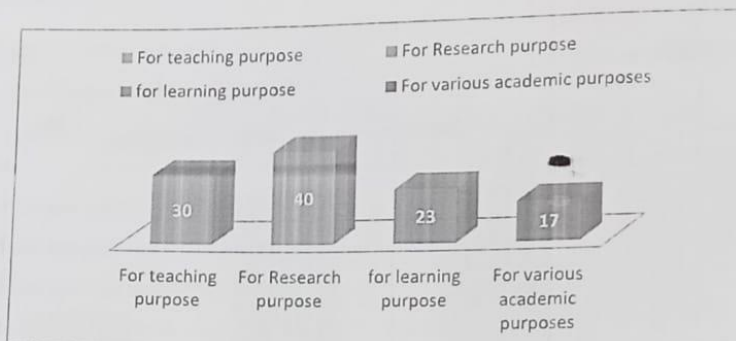 For teaching purpose
For Research purpose
for learning purpose
For various academic purposes
30
40
23
17
For teaching
purpose
For Research
purpose
for learning
purpose
For various
academic
purposes